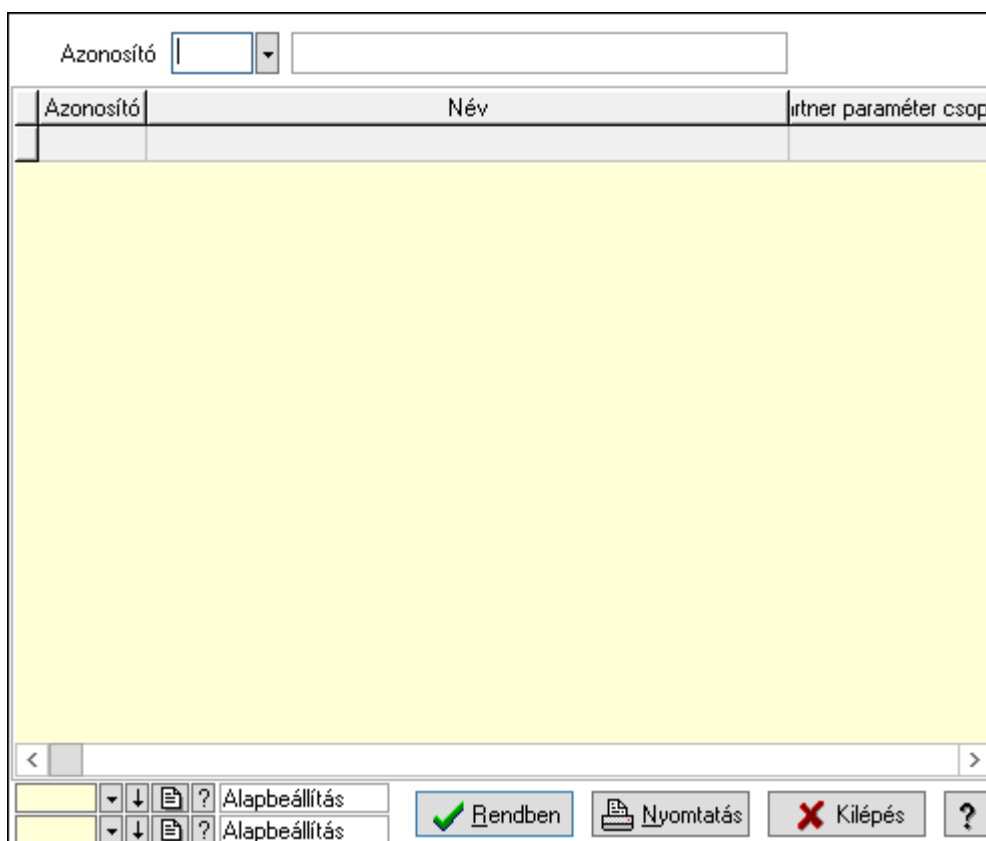 Azonosító
Azonosító Név rtner paraméter csop
? Alapbeállítás
? Alapbeállítás
Rendben Nyomtatás Kilépés ?